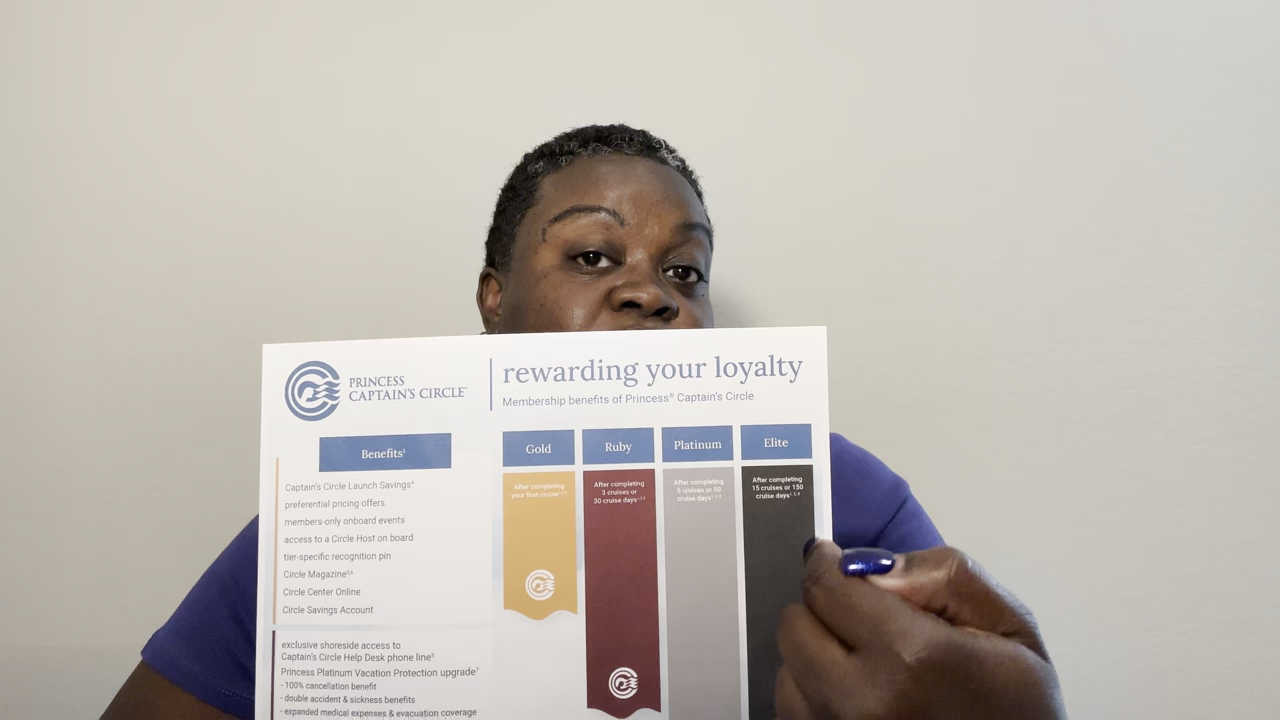 PRINCESS
CAPTAIN'S CIRCLE
rewarding your loyalty
Membership benefits of Princess® Captain's Circle
Benefits¹
Gold
Ruby
Platinum
Elite
Captain's Circle Launch Savings⁴
preferential pricing offers
members-only onboard events
access to a Circle Host on board
tier-specific recognition pin
Circle Magazine
Circle Center Online
Circle Savings Account
exclusive shoreside access to
Captain's Circle Help Desk phone line
Princess Platinum Vacation Protection upgrade⁷
- 100% cancellation benefit
- double accident & sickness benefits
- expanded medical expenses & evacuation coverage
After completing
your first cruise
After completing
3 cruises or
30 cruise days
After completing
5 cruises or 50
cruise days
After completing
15 cruises or 150
cruise days